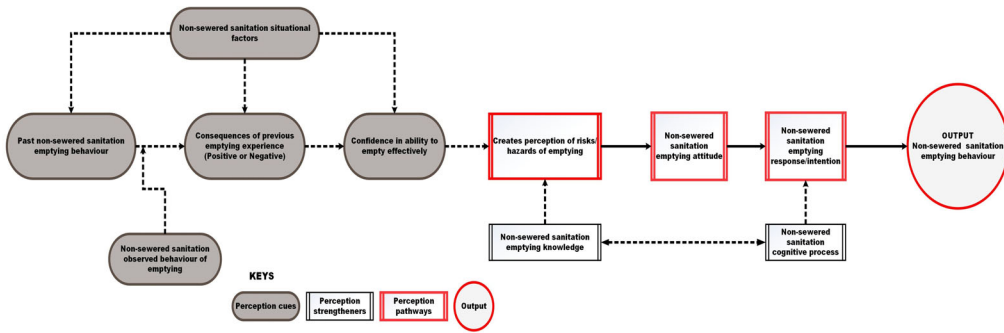 Non-sewered sanitation situational
factors
Past non-sewered sanitation
emptying behaviour
Consequences of previous
emptying experience
(Positive or Negative)
Confidence in ability to
empty effectively
Creates perception of risks/
hazards of emptying
Non-sewered
sanitation
emptying attitude
Non-sewered
sanitation
emptying
response/intention
OUTPUT
Non-sewered sanitation
emptying behaviour
Non-sewered sanitation
observed behaviour of
emptying
Non-sewered sanitation
emptying knowledge
Non-sewered
sanitation
cognitive process
KEYS
Perception cues
Perception
strengtheners
Perception
pathways
Output